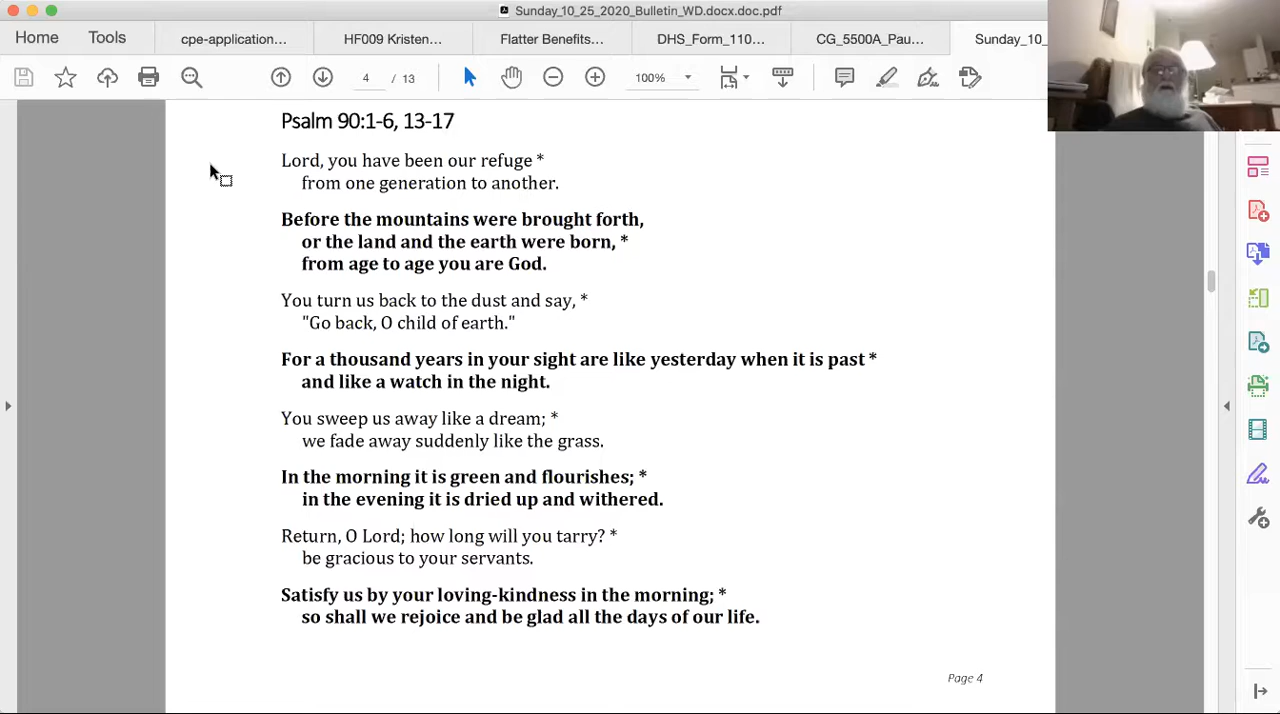 Sunday_10_25_2020_Bulletin_WD.docx.doc.pdf
Home Tools cpe-application... HF009 Kristen... Flatter Benefits... DHS_Form_110... CG_5500A_Pau... Sunday_10_
4 / 13 100%
Psalm 90:1-6, 13-17
Lord, you have been our refuge *
from one generation to another.
Before the mountains were brought forth,
or the land and the earth were born, *
from age to age you are God.
You turn us back to the dust and say, *
"Go back, O child of earth."
For a thousand years in your sight are like yesterday when it is past *
and like a watch in the night.
You sweep us away like a dream; *
we fade away suddenly like the grass.
In the morning it is green and flourishes; *
in the evening it is dried up and withered.
Return, O Lord; how long will you tarry? *
be gracious to your servants.
Satisfy us by your loving-kindness in the morning; *
so shall we rejoice and be glad all the days of our life.
Page 4